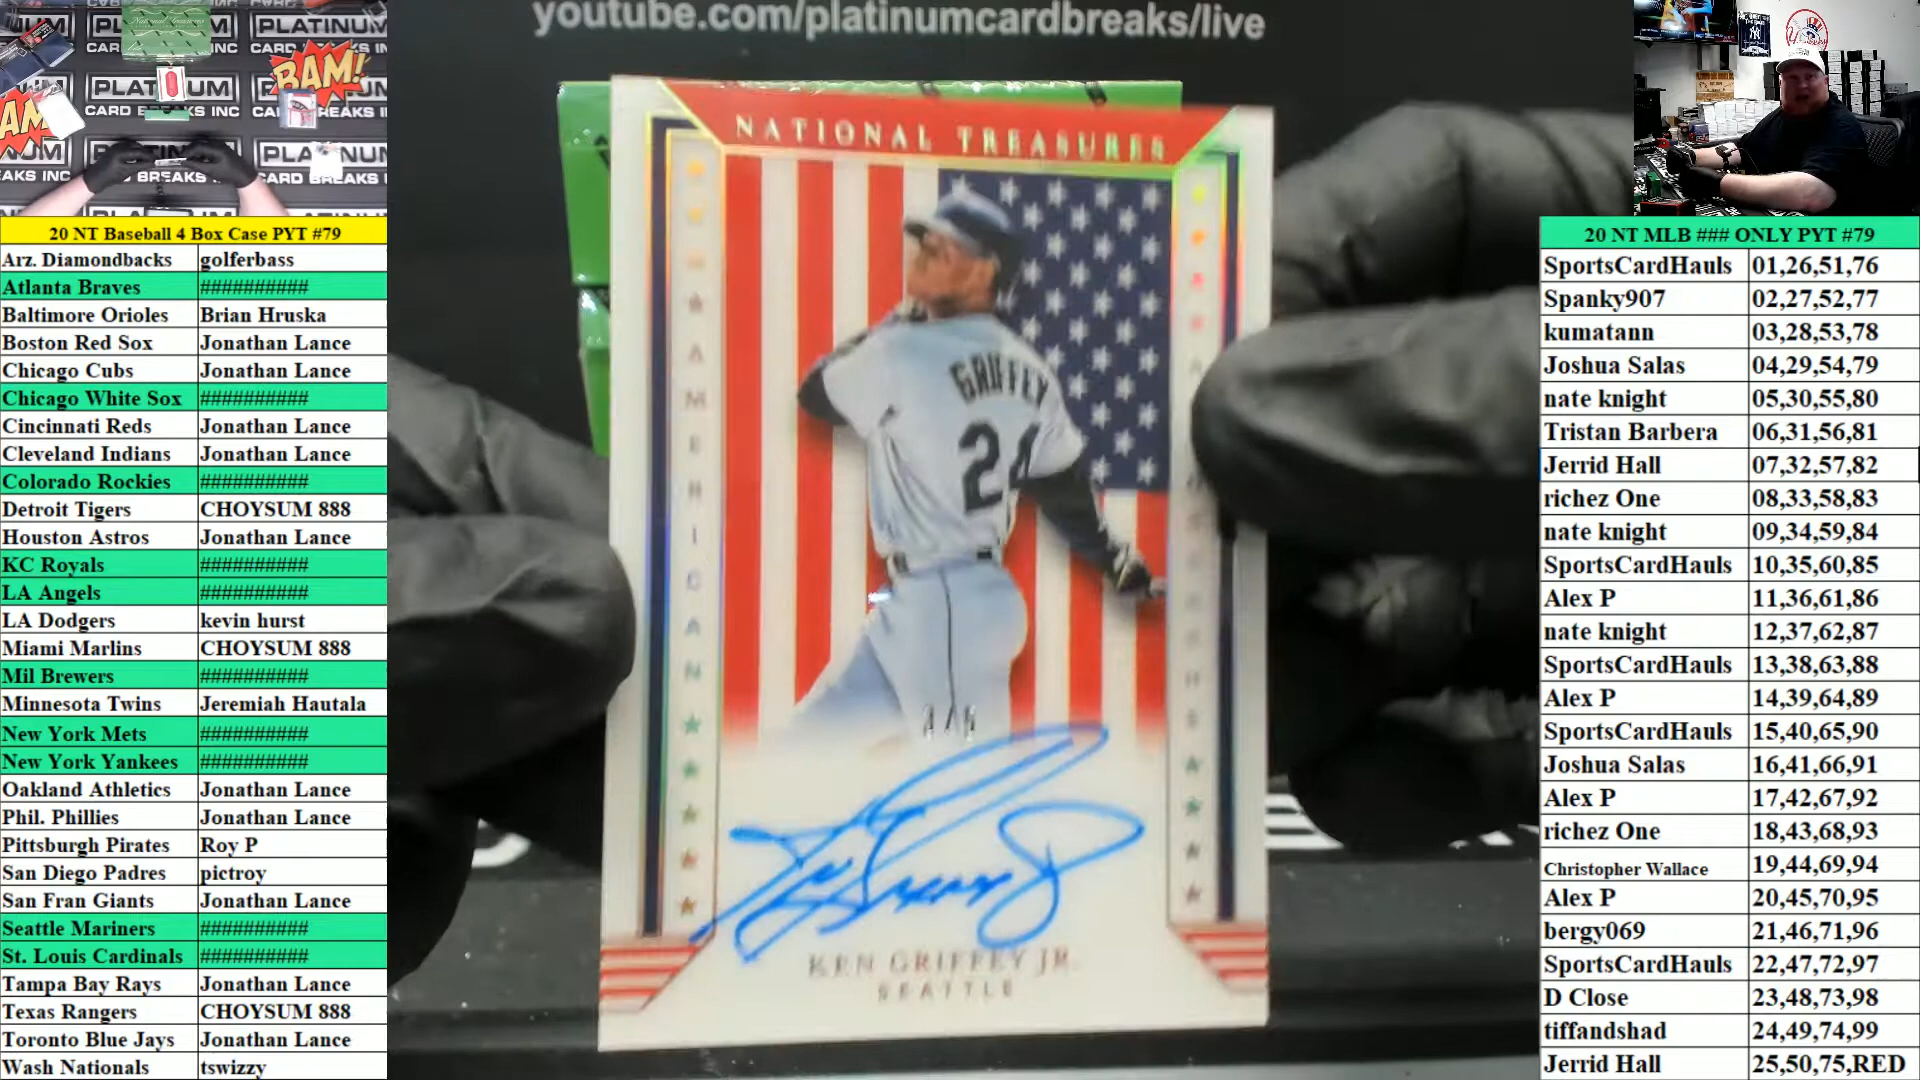 youtube.com/platinumcardbreaks/live
PLATINUM
CARD BREAKS INC
BAM!
20 NT Baseball 4 Box Case PYT #79
Arz. Diamondbacks golferbass
Atlanta Braves ##########
Baltimore Orioles Brian Hruska
Boston Red Sox Jonathan Lance
Chicago Cubs Jonathan Lance
Chicago White Sox ##########
Cincinnati Reds Jonathan Lance
Cleveland Indians Jonathan Lance
Colorado Rockies ##########
Detroit Tigers CHOYSUM 888
Houston Astros Jonathan Lance
KC Royals ##########
LA Angels ##########
LA Dodgers kevin hurst
Miami Marlins CHOYSUM 888
Mil Brewers ##########
Minnesota Twins Jeremiah Hautala
New York Mets ##########
New York Yankees ##########
Oakland Athletics Jonathan Lance
Phil. Phillies Jonathan Lance
Pittsburgh Pirates Roy P
San Diego Padres pictroy
San Fran Giants Jonathan Lance
Seattle Mariners ##########
St. Louis Cardinals ##########
Tampa Bay Rays Jonathan Lance
Texas Rangers CHOYSUM 888
Toronto Blue Jays Jonathan Lance
Wash Nationals tswizzy
NATIONAL TREASURES
AMERICAN
GRIFFEY
24
KEN GRIFFEY JR.
SEATTLE
20 NT MLB ### ONLY PYT #79
SportsCardHauls 01,26,51,76
Spanky907 02,27,52,77
kumatann 03,28,53,78
Joshua Salas 04,29,54,79
nate knight 05,30,55,80
Tristan Barbera 06,31,56,81
Jerrid Hall 07,32,57,82
richez One 08,33,58,83
nate knight 09,34,59,84
SportsCardHauls 10,35,60,85
Alex P 11,36,61,86
nate knight 12,37,62,87
SportsCardHauls 13,38,63,88
Alex P 14,39,64,89
SportsCardHauls 15,40,65,90
Joshua Salas 16,41,66,91
Alex P 17,42,67,92
richez One 18,43,68,93
Christopher Wallace 19,44,69,94
Alex P 20,45,70,95
bergy069 21,46,71,96
SportsCardHauls 22,47,72,97
D Close 23,48,73,98
tiffandshad 24,49,74,99
Jerrid Hall 25,50,75,RED